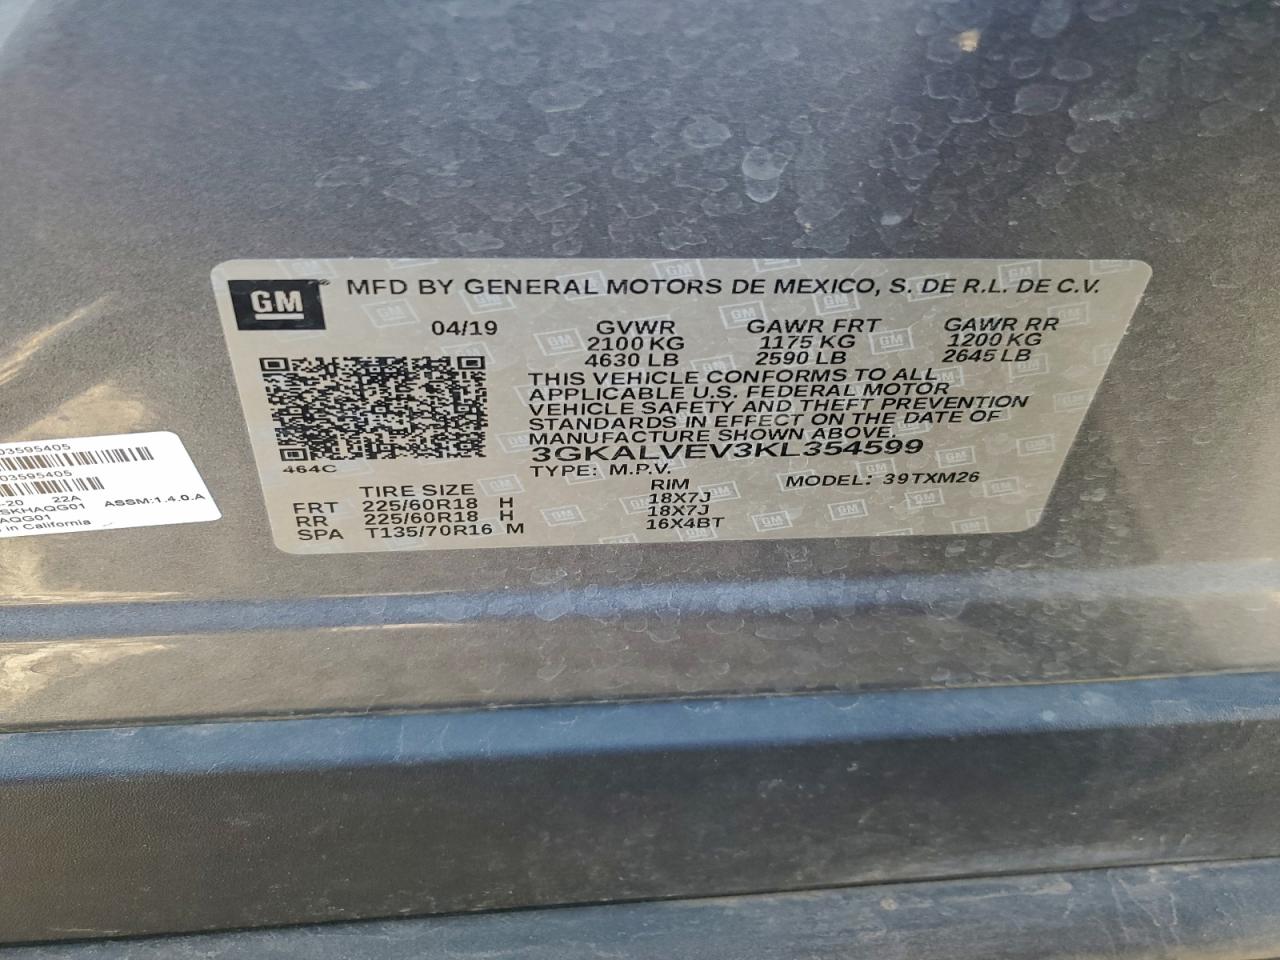 GM
MFD BY GENERAL MOTORS DE MEXICO, S. DE R.L. DE C.V.
04/19 GVWR GAWR FRT GAWR RR
2100 KG 1175 KG 1200 KG
4630 LB 2590 LB 2645 LB
THIS VEHICLE CONFORMS TO ALL
APPLICABLE U.S. FEDERAL MOTOR
VEHICLE SAFETY AND THEFT PREVENTION
STANDARDS IN EFFECT ON THE DATE OF
MANUFACTURE SHOWN ABOVE.
3GKALVEV3KL354599
464C
TYPE: M.P.V. MODEL: 39TXM26
TIRE SIZE RIM
FRT 225/60R18 H 18X7J
RR 225/60R18 H 18X7J
SPA T135/70R16 M 16X4BT
03595405
03595405
-20 22A
SKHAQG01 ASSM:1.4.0.A
AQG01
in California